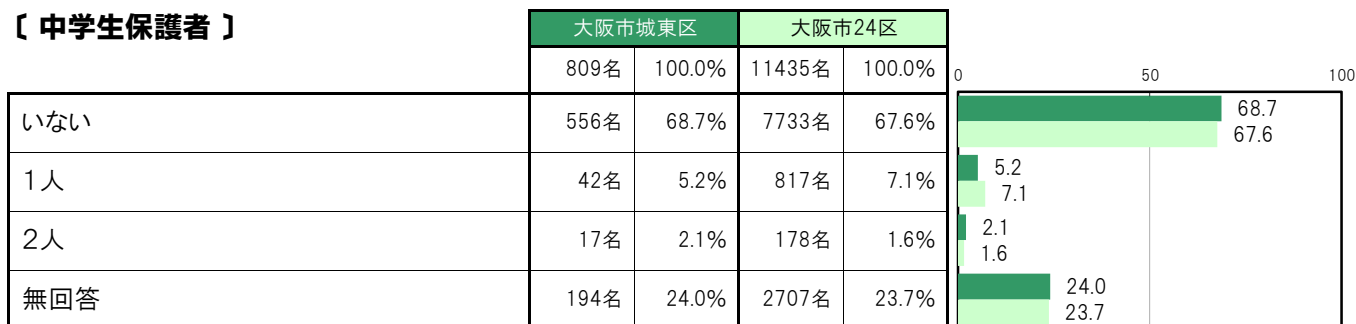 〔 中学生保護者 〕
大阪市城東区 大阪市24区
809名 100.0% 11435名 100.0%
0 50 100
いない 556名 68.7% 7733名 67.6%
68.7
67.6
1人 42名 5.2% 817名 7.1%
5.2
7.1
2人 17名 2.1% 178名 1.6%
2.1
1.6
無回答 194名 24.0% 2707名 23.7%
24.0
23.7